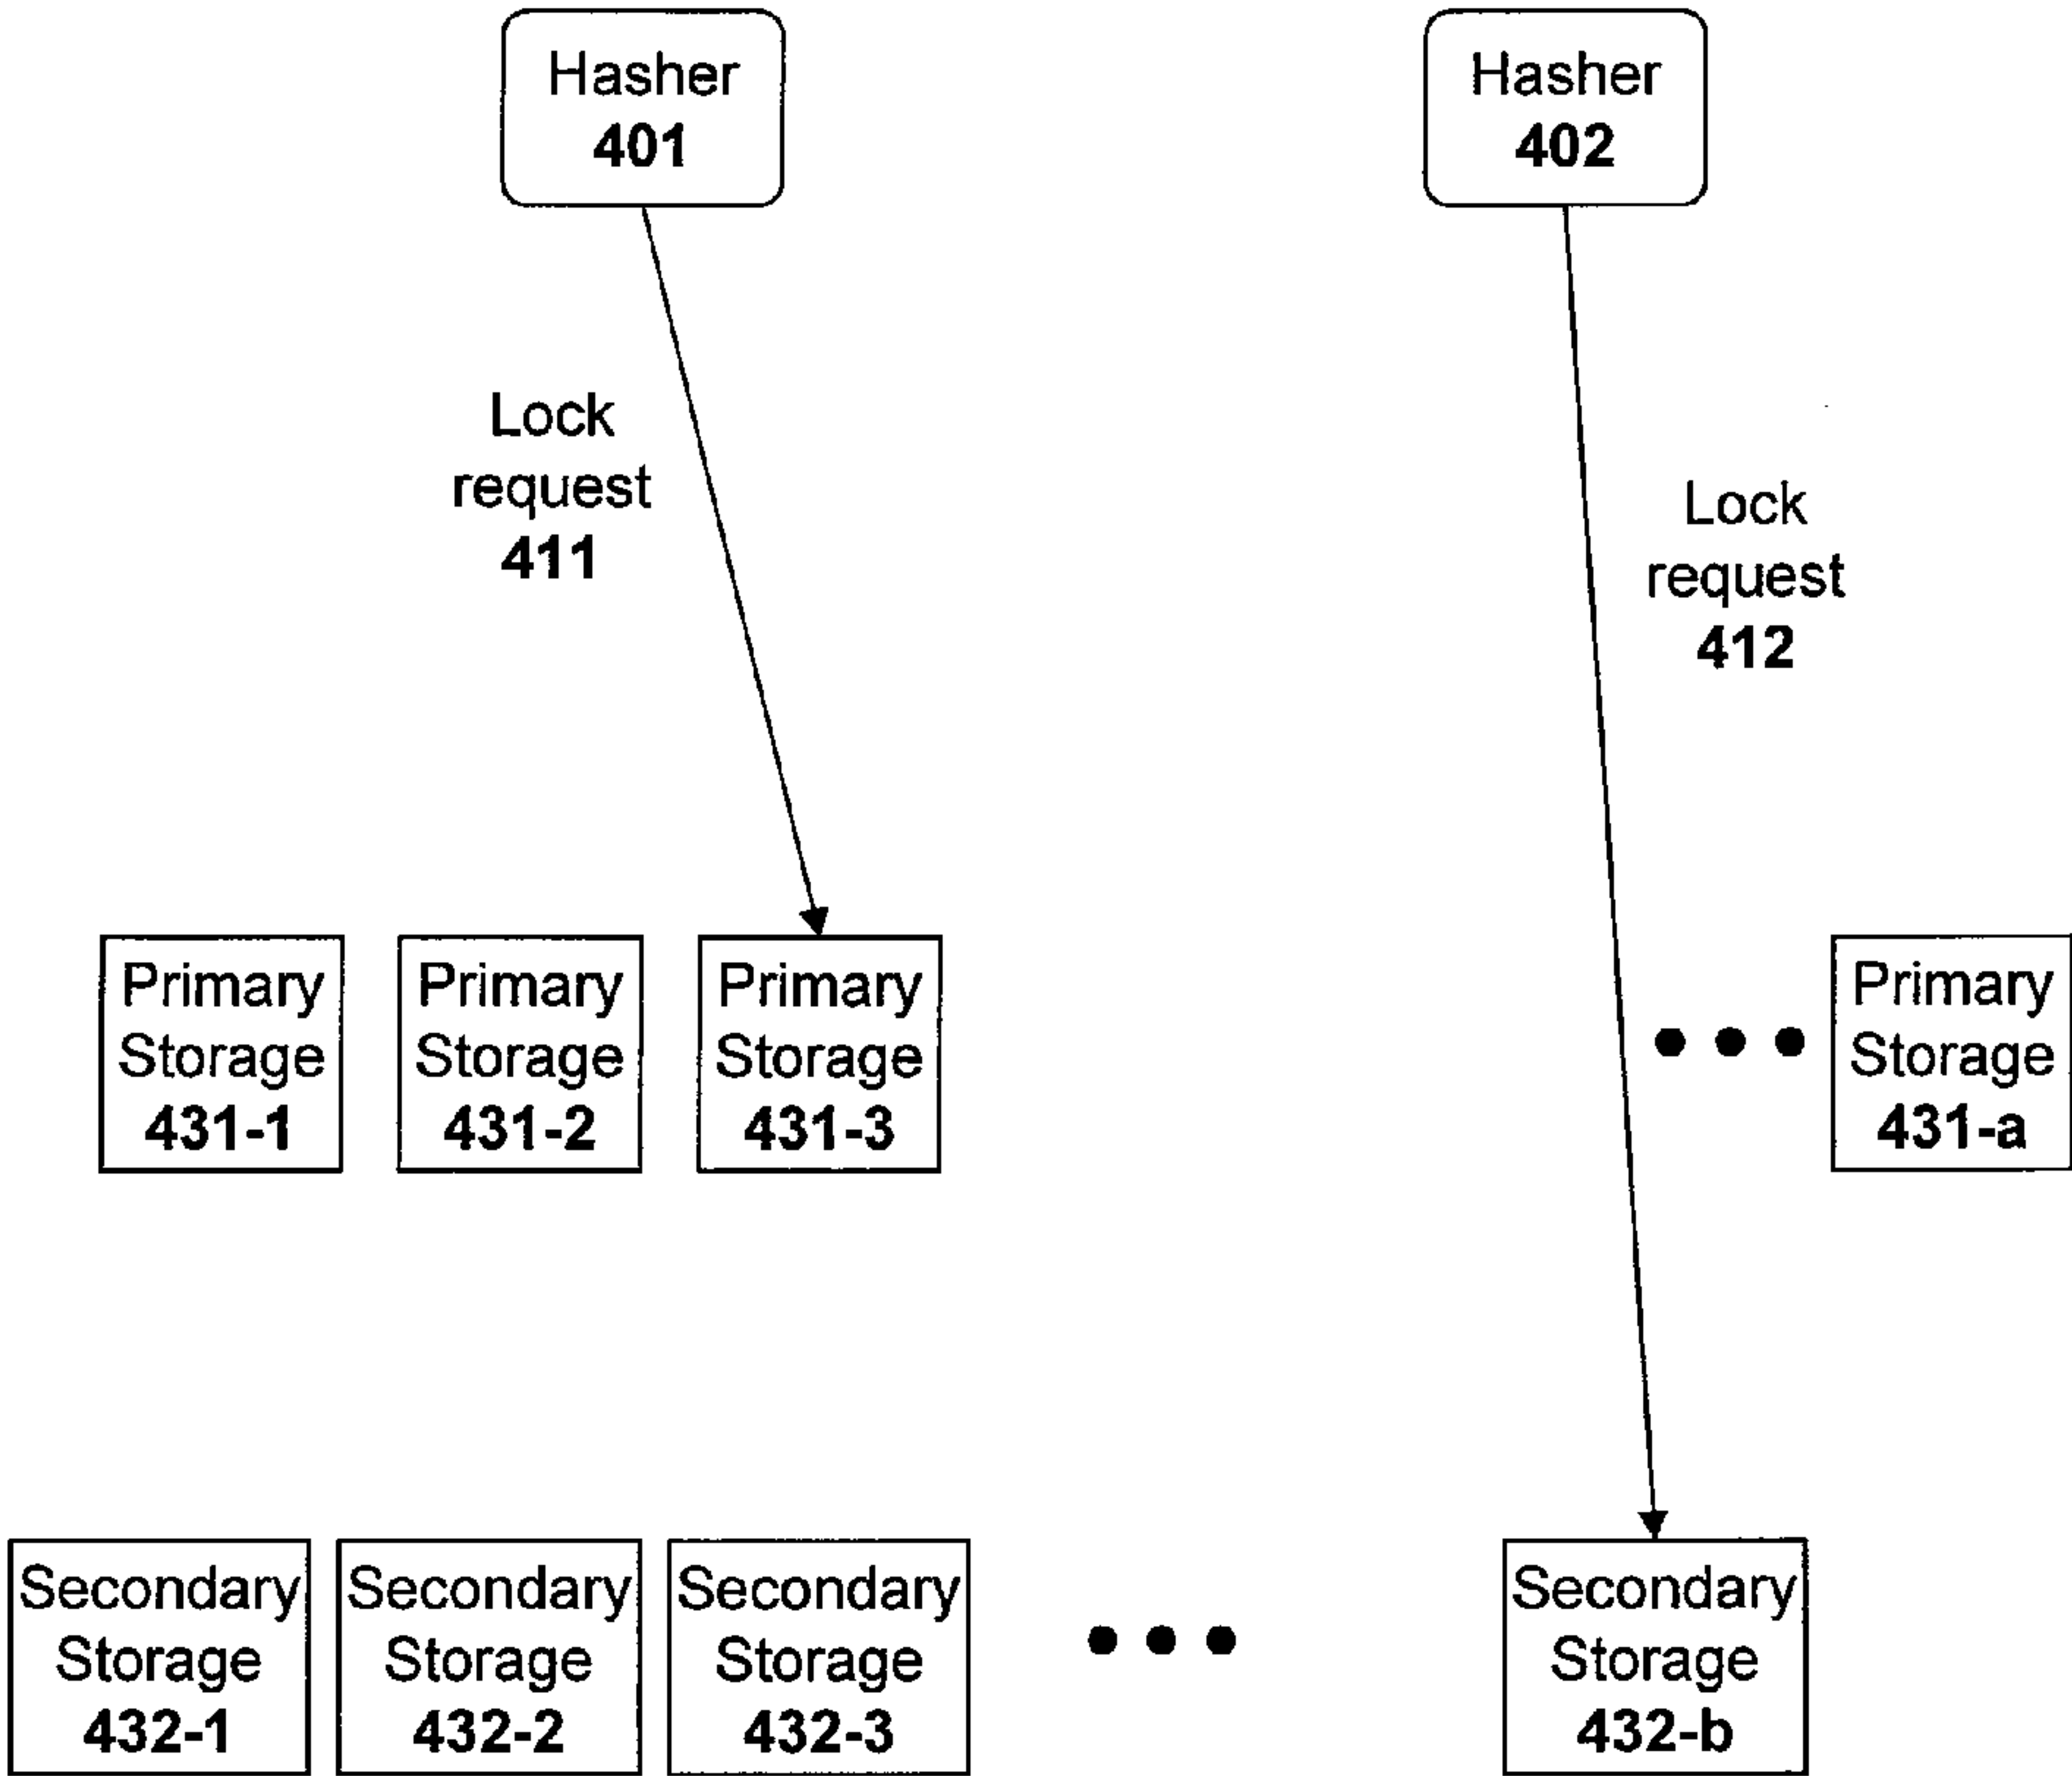 Hasher
401
Hasher
402
Lock
request
411
Lock
request
412
Primary
Storage
431-1
Primary
Storage
431-2
Primary
Storage
431-3
Primary
Storage
431-a
Secondary
Storage
432-1
Secondary
Storage
432-2
Secondary
Storage
432-3
Secondary
Storage
432-b